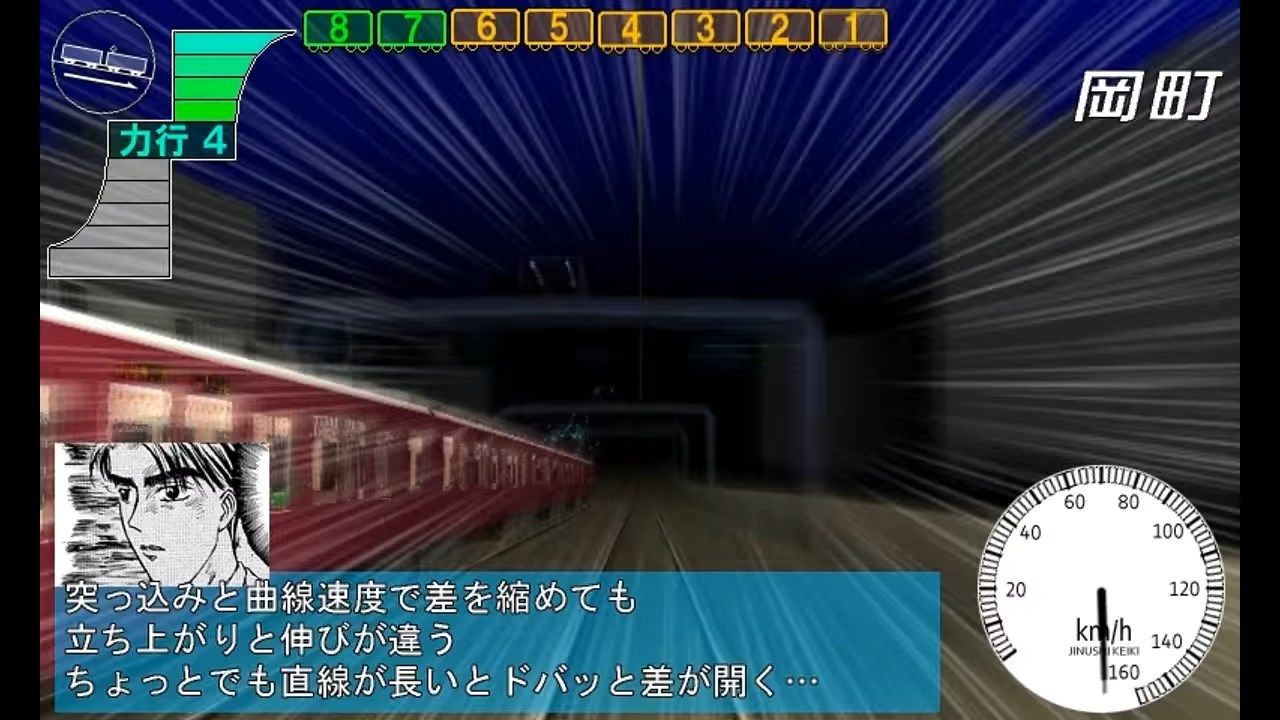 8 7 6 5 4 3 2 1
岡町
力行 4
突っ込みと曲線速度で差を縮めても
立ち上がりと伸びが違う
ちょっとでも直線が長いとドバッと差が開く…
20 40 60 80 100 120 140 160
km/h
JINUSHI KEIKI